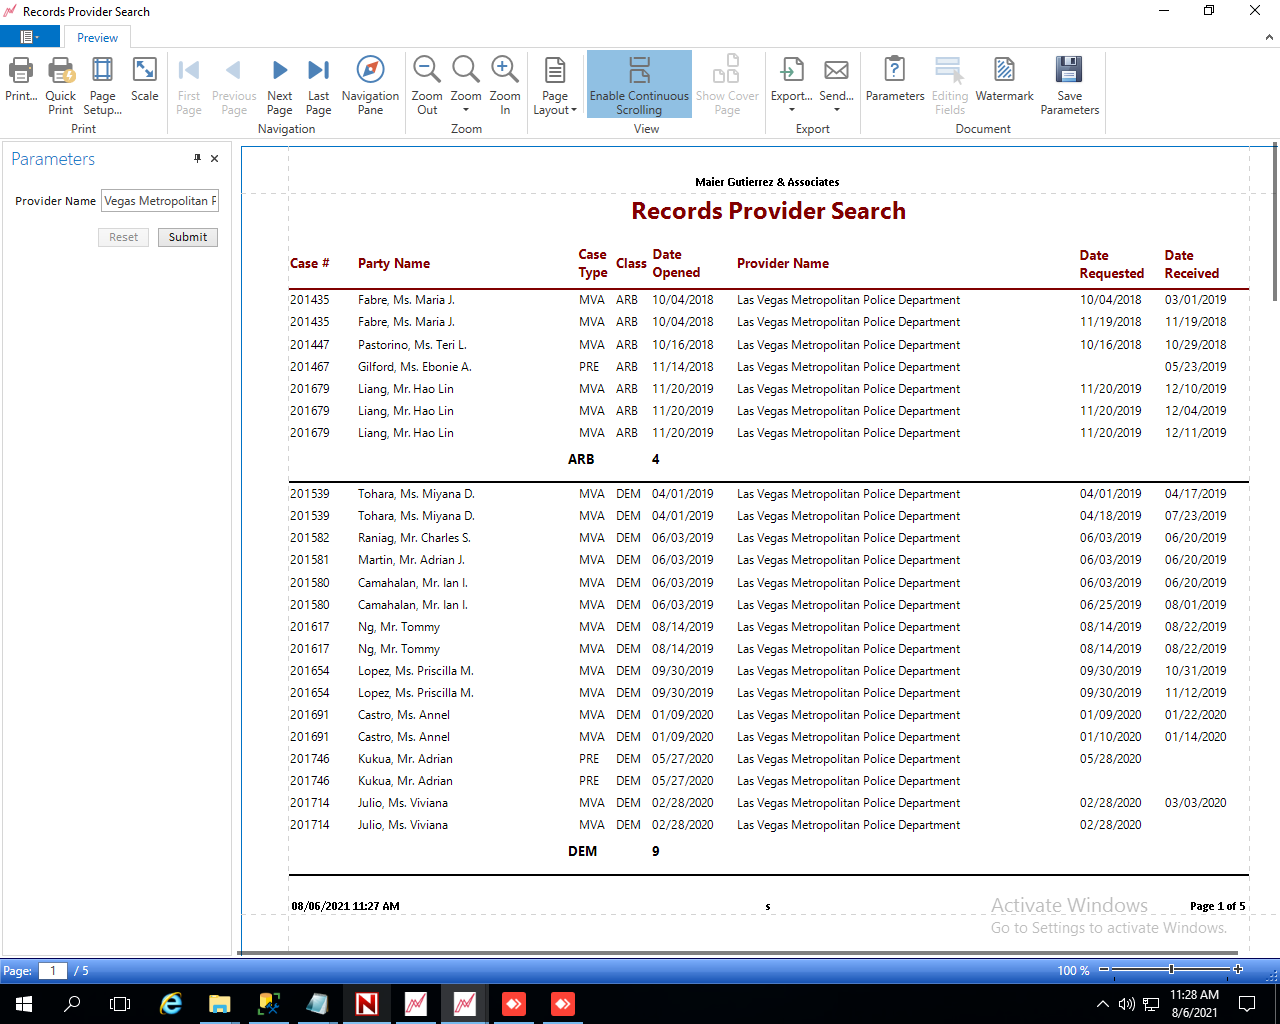 Records Provider Search
Preview
Print... Quick Print Page Setup... Scale First Page Previous Page Next Page Last Page Navigation Pane Zoom Out Zoom Zoom In Page Layout Enable Continuous Scrolling Show Cover Page Export... Send... Parameters Editing Fields Watermark Save Parameters
Print Navigation Zoom View Export Document
Parameters
Provider Name Vegas Metropolitan P
Reset Submit
Maier Gutierrez & Associates
Records Provider Search
Case # Party Name Case Type Class Date Opened Provider Name Date Requested Date Received
201435 Fabre, Ms. Maria J. MVA ARB 10/04/2018 Las Vegas Metropolitan Police Department 10/04/2018 03/01/2019
201435 Fabre, Ms. Maria J. MVA ARB 10/04/2018 Las Vegas Metropolitan Police Department 11/19/2018 11/19/2018
201447 Pastorino, Ms. Teri L. MVA ARB 10/16/2018 Las Vegas Metropolitan Police Department 10/16/2018 10/29/2018
201467 Gilford, Ms. Ebonie A. PRE ARB 11/14/2018 Las Vegas Metropolitan Police Department 05/23/2019
201679 Liang, Mr. Hao Lin MVA ARB 11/20/2019 Las Vegas Metropolitan Police Department 11/20/2019 12/10/2019
201679 Liang, Mr. Hao Lin MVA ARB 11/20/2019 Las Vegas Metropolitan Police Department 11/20/2019 12/04/2019
201679 Liang, Mr. Hao Lin MVA ARB 11/20/2019 Las Vegas Metropolitan Police Department 11/20/2019 12/11/2019
ARB 4
201539 Tohara, Ms. Miyana D. MVA DEM 04/01/2019 Las Vegas Metropolitan Police Department 04/01/2019 04/17/2019
201539 Tohara, Ms. Miyana D. MVA DEM 04/01/2019 Las Vegas Metropolitan Police Department 04/18/2019 07/23/2019
201582 Raniag, Mr. Charles S. MVA DEM 06/03/2019 Las Vegas Metropolitan Police Department 06/03/2019 06/20/2019
201581 Martin, Mr. Adrian J. MVA DEM 06/03/2019 Las Vegas Metropolitan Police Department 06/03/2019 06/20/2019
201580 Camahalan, Mr. Ian I. MVA DEM 06/03/2019 Las Vegas Metropolitan Police Department 06/03/2019 06/20/2019
201580 Camahalan, Mr. Ian I. MVA DEM 06/03/2019 Las Vegas Metropolitan Police Department 06/25/2019 08/01/2019
201617 Ng, Mr. Tommy MVA DEM 08/14/2019 Las Vegas Metropolitan Police Department 08/14/2019 08/22/2019
201617 Ng, Mr. Tommy MVA DEM 08/14/2019 Las Vegas Metropolitan Police Department 08/14/2019 08/22/2019
201654 Lopez, Ms. Priscilla M. MVA DEM 09/30/2019 Las Vegas Metropolitan Police Department 09/30/2019 10/31/2019
201654 Lopez, Ms. Priscilla M. MVA DEM 09/30/2019 Las Vegas Metropolitan Police Department 09/30/2019 11/12/2019
201691 Castro, Ms. Annel MVA DEM 01/09/2020 Las Vegas Metropolitan Police Department 01/09/2020 01/22/2020
201691 Castro, Ms. Annel MVA DEM 01/09/2020 Las Vegas Metropolitan Police Department 01/10/2020 01/14/2020
201746 Kukua, Mr. Adrian PRE DEM 05/27/2020 Las Vegas Metropolitan Police Department 05/28/2020
201746 Kukua, Mr. Adrian PRE DEM 05/27/2020 Las Vegas Metropolitan Police Department
201714 Julio, Ms. Viviana MVA DEM 02/28/2020 Las Vegas Metropolitan Police Department 02/28/2020 03/03/2020
201714 Julio, Ms. Viviana MVA DEM 02/28/2020 Las Vegas Metropolitan Police Department 02/28/2020
DEM 9
08/06/2021 11:27 AM s Page 1 of 5
Activate Windows
Go to Settings to activate Windows.
Page: 1 / 5 100 %
11:28 AM
8/6/2021